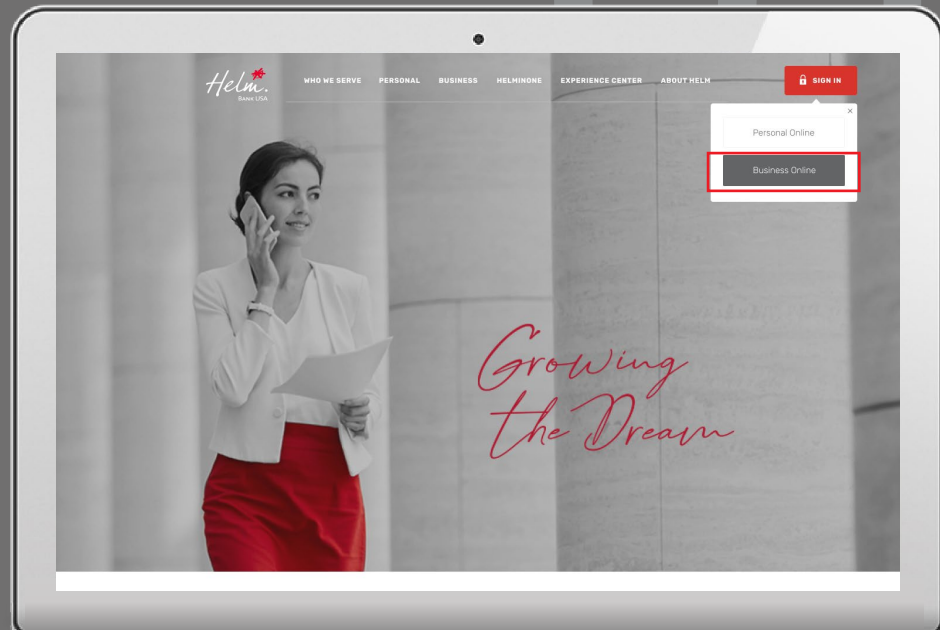 Helm.
BANK USA
WHO WE SERVE PERSONAL BUSINESS HELMINONE EXPERIENCE CENTER ABOUT HELM
SIGN IN
×
Personal Online
Business Online
Growing
the Dream